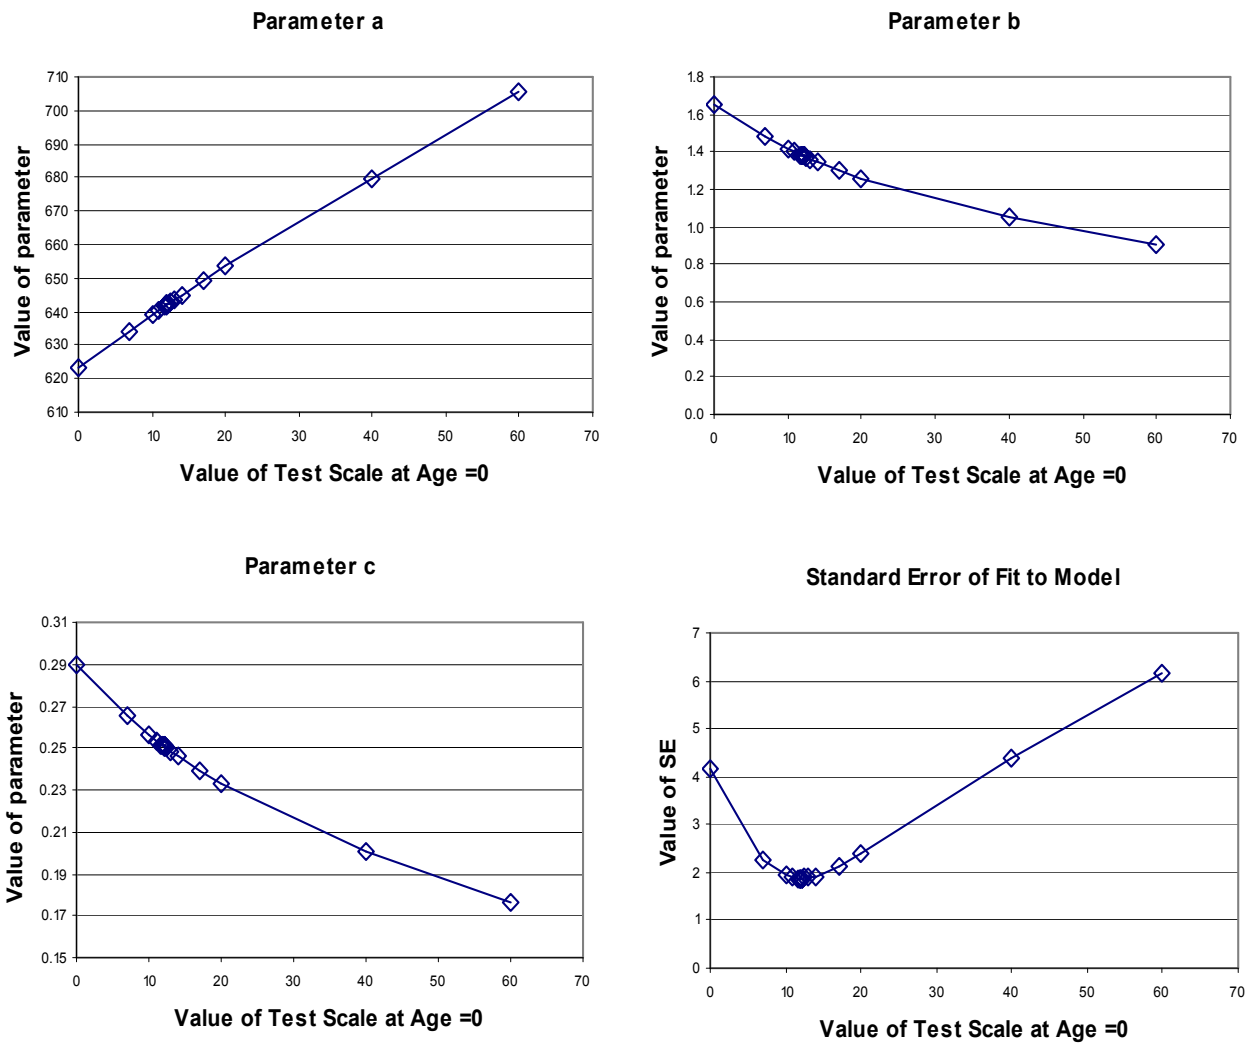 Parameter a
710
700
690
680
670
660
650
640
630
620
610
0 10 20 30 40 50 60 70
Value of parameter
Value of Test Scale at Age =0
Parameter b
1.8
1.6
1.4
1.2
1.0
0.8
0.6
0.4
0.2
0.0
0 10 20 30 40 50 60 70
Value of parameter
Value of Test Scale at Age =0
Parameter c
0.31
0.29
0.27
0.25
0.23
0.21
0.19
0.17
0.15
0 10 20 30 40 50 60 70
Value of parameter
Value of Test Scale at Age =0
Standard Error of Fit to Model
7
6
5
4
3
2
1
0
0 10 20 30 40 50 60 70
Value of SE
Value of Test Scale at Age =0